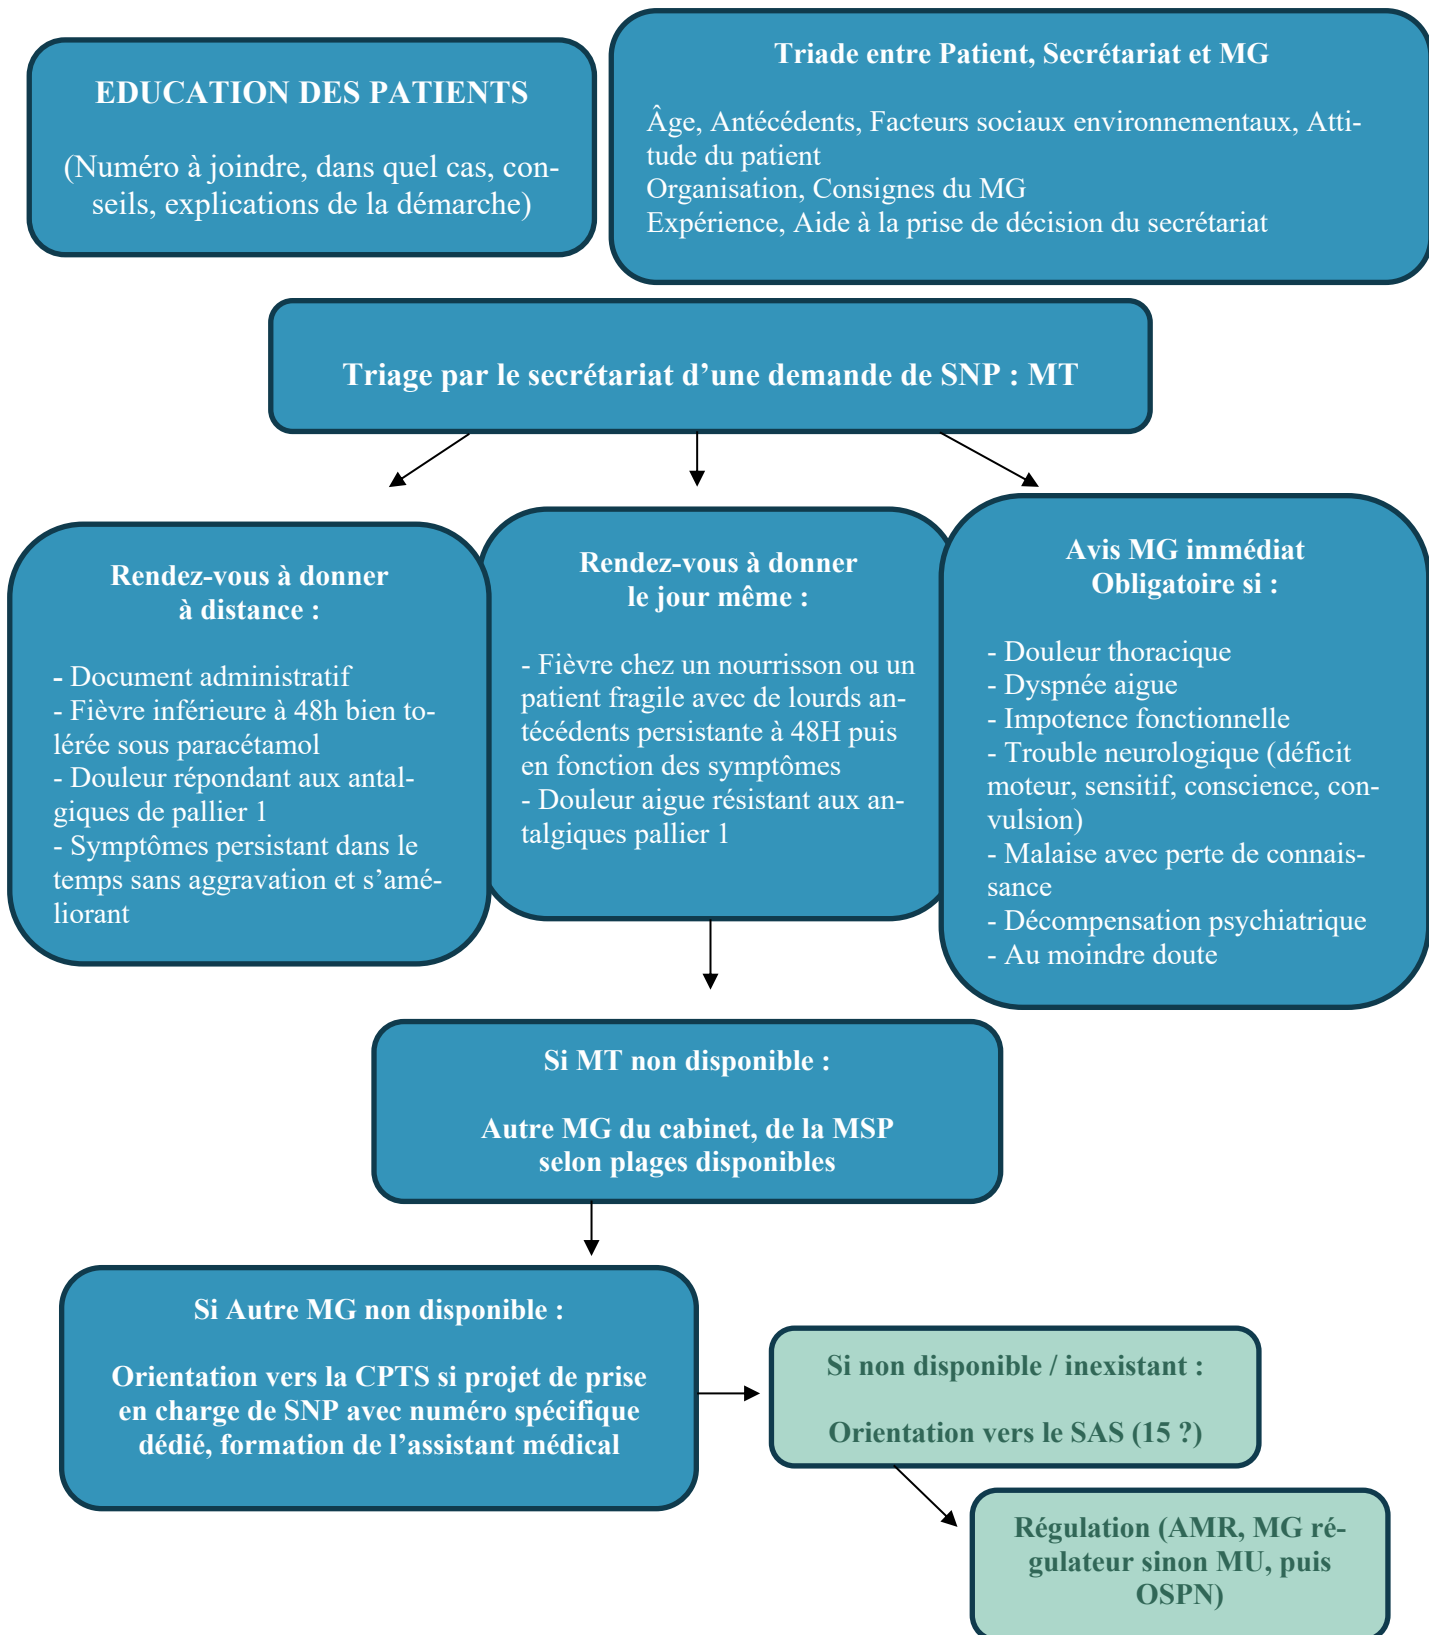 EDUCATION DES PATIENTS
(Numéro à joindre, dans quel cas, con-
seils, explications de la démarche)
Triade entre Patient, Secrétariat et MG
Âge, Antécédents, Facteurs sociaux environnementaux, Atti-
tude du patient
Organisation, Consignes du MG
Expérience, Aide à la prise de décision du secrétariat
Triage par le secrétariat d’une demande de SNP : MT
Rendez-vous à donner
à distance :
- Document administratif
- Fièvre inférieure à 48h bien to-
lérée sous paracétamol
- Douleur répondant aux antal-
giques de pallier 1
- Symptômes persistant dans le
temps sans aggravation et s’amé-
liorant
Rendez-vous à donner
le jour même :
- Fièvre chez un nourrisson ou un
patient fragile avec de lourds an-
técédents persistante à 48H puis
en fonction des symptômes
- Douleur aigue résistant aux an-
talgiques pallier 1
Avis MG immédiat
Obligatoire si :
- Douleur thoracique
- Dyspnée aigue
- Impotence fonctionnelle
- Trouble neurologique (déficit
moteur, sensitif, conscience, con-
vulsion)
- Malaise avec perte de connais-
sance
- Décompensation psychiatrique
- Au moindre doute
Si MT non disponible :
Autre MG du cabinet, de la MSP
selon plages disponibles
Si Autre MG non disponible :
Orientation vers la CPTS si projet de prise
en charge de SNP avec numéro spécifique
dédié, formation de l’assistant médical
Si non disponible / inexistant :
Orientation vers le SAS (15 ?)
Régulation (AMR, MG ré-
gulateur sinon MU, puis
OSPN)